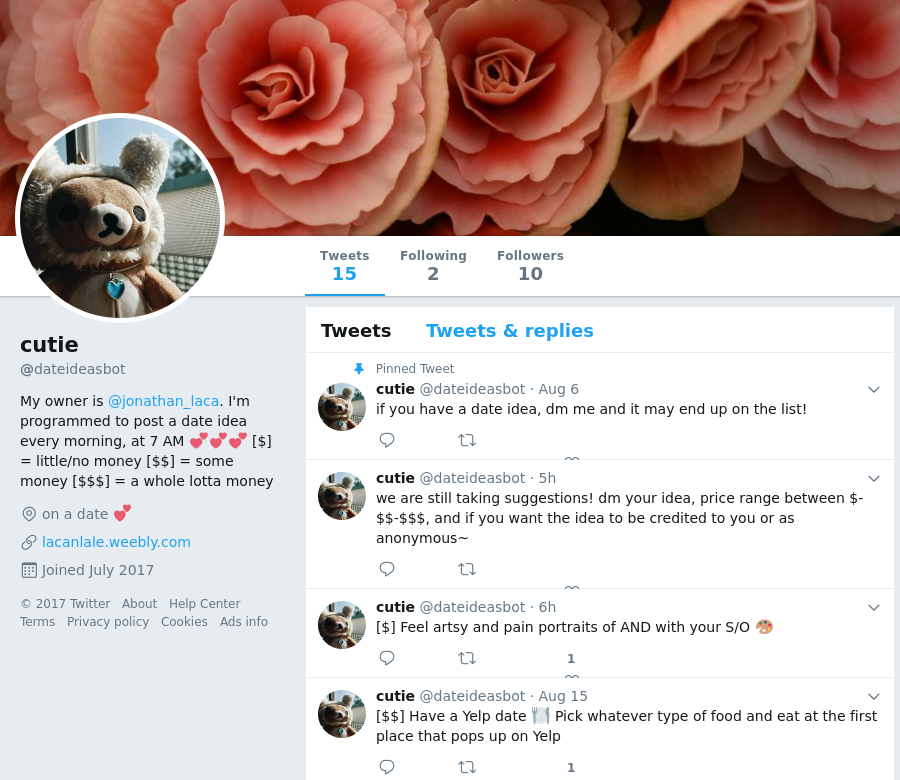 Tweets
15
Following
2
Followers
10
cutie
@dateideasbot
My owner is @jonathan_laca. I'm
programmed to post a date idea
every morning, at 7 AM 💕💕💕 [$]
= little/no money [$$] = some
money [$$$] = a whole lotta money
on a date 💕
lacanlale.weebly.com
Joined July 2017
© 2017 Twitter About Help Center
Terms Privacy policy Cookies Ads info
Tweets Tweets & replies
Pinned Tweet
cutie @dateideasbot · Aug 6
if you have a date idea, dm me and it may end up on the list!
cutie @dateideasbot · 5h
we are still taking suggestions! dm your idea, price range between $-
$$-$$$, and if you want the idea to be credited to you or as
anonymous~
cutie @dateideasbot · 6h
[$] Feel artsy and pain portraits of AND with your S/O 🎨
1
cutie @dateideasbot · Aug 15
[$$] Have a Yelp date 🍽 Pick whatever type of food and eat at the first
place that pops up on Yelp
1